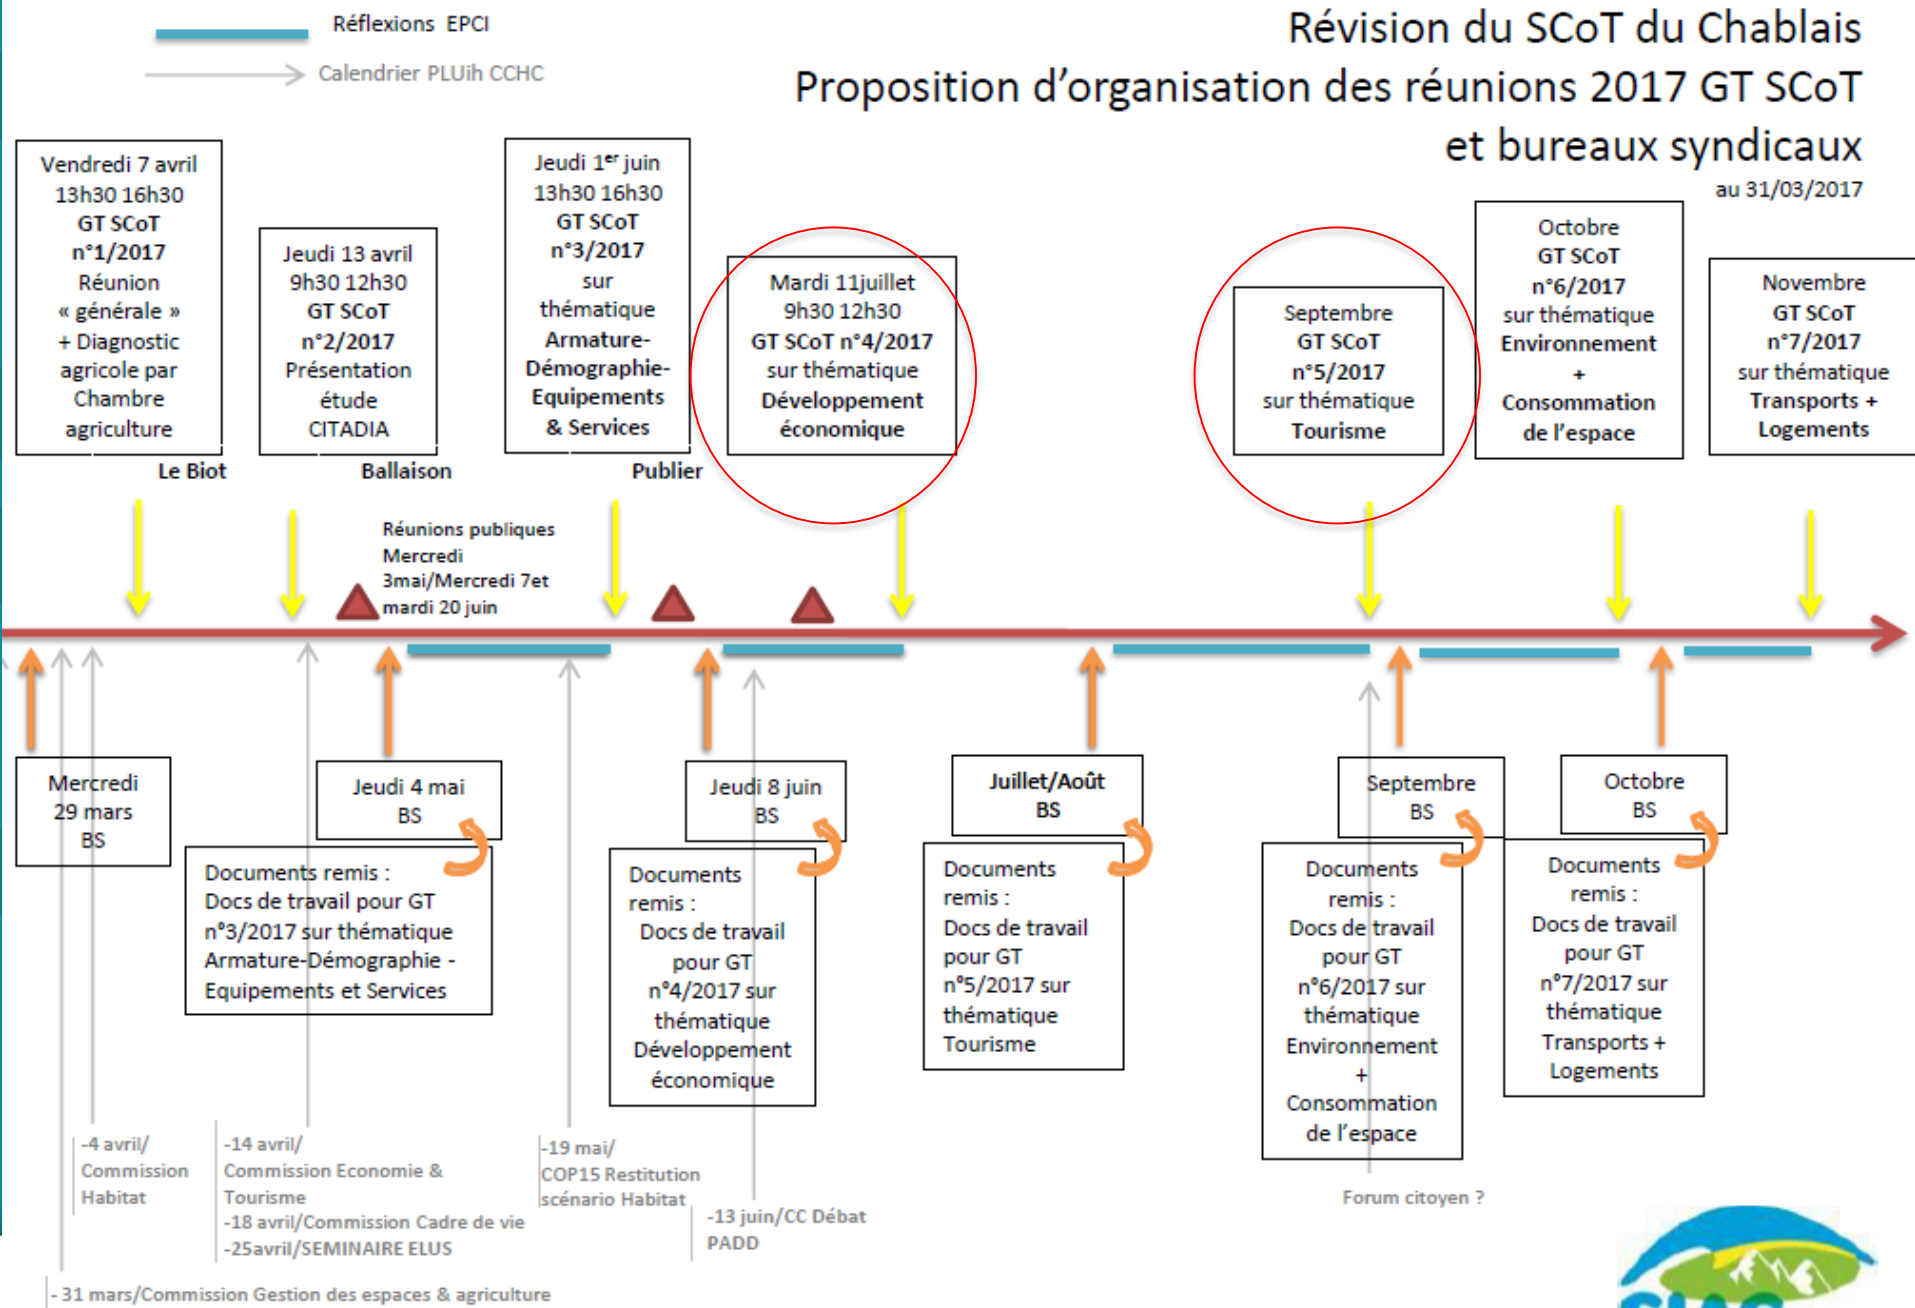 Réflexions EPCI
Calendrier PLUih CCHC
Révision du SCoT du Chablais
Proposition d'organisation des réunions 2017 GT SCoT
et bureaux syndicaux
au 31/03/2017
Vendredi 7 avril
13h30 16h30
GT SCoT
n°1/2017
Réunion
« générale »
+ Diagnostic
agricole par
Chambre
agriculture
Le Biot
Jeudi 13 avril
9h30 12h30
GT SCoT
n°2/2017
Présentation
étude
CITADIA
Ballaison
Jeudi 1er juin
13h30 16h30
GT SCoT
n°3/2017
sur
thématique
Armature-
Démographie-
Equipements
& Services
Publier
Mardi 11juillet
9h30 12h30
GT SCoT n°4/2017
sur thématique
Développement
économique
Septembre
GT SCoT
n°5/2017
sur thématique
Tourisme
Octobre
GT SCoT
n°6/2017
sur thématique
Environnement
+
Consommation
de l'espace
Novembre
GT SCoT
n°7/2017
sur thématique
Transports +
Logements
Réunions publiques
Mercredi
3mai/Mercredi 7et
mardi 20 juin
Mercredi
29 mars
BS
Jeudi 4 mai
BS
Documents remis :
Docs de travail pour GT
n°3/2017 sur thématique
Armature-Démographie -
Equipements et Services
Jeudi 8 juin
BS
Documents
remis :
Docs de travail
pour GT
n°4/2017 sur
thématique
Développement
économique
Juillet/Août
BS
Documents
remis :
Docs de travail
pour GT
n°5/2017 sur
thématique
Tourisme
Septembre
BS
Documents
remis :
Docs de travail
pour GT
n°6/2017 sur
thématique
Environnement
+
Consommation
de l'espace
Octobre
BS
Documents
remis :
Docs de travail
pour GT
n°7/2017 sur
thématique
Transports +
Logements
-4 avril/
Commission
Habitat
-14 avril/
Commission Economie &
Tourisme
-18 avril/Commission Cadre de vie
-25avril/SEMINAIRE ELUS
-19 mai/
COP15 Restitution
scénario Habitat
-13 juin/CC Débat
PADD
Forum citoyen ?
- 31 mars/Commission Gestion des espaces & agriculture